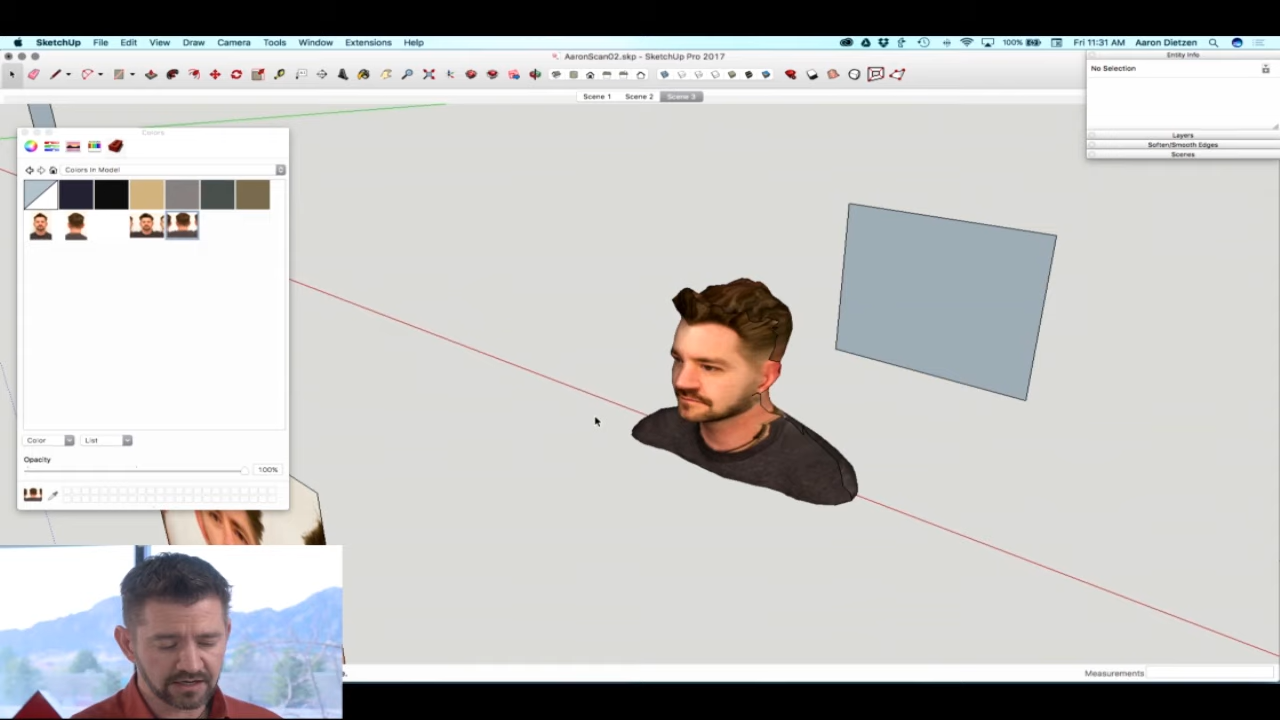 SketchUp File Edit View Draw Camera Tools Window Extensions Help 100% Fri 11:31 AM Aaron Dietzen
AaronScan02.skp - SketchUp Pro 2017
Entity Info
No Selection
Scene 1 Scene 2 Scene 3
Layers
Soften/Smooth Edges
Scenes
Colors
Colors In Model
Color List
Opacity
100%
Measurements